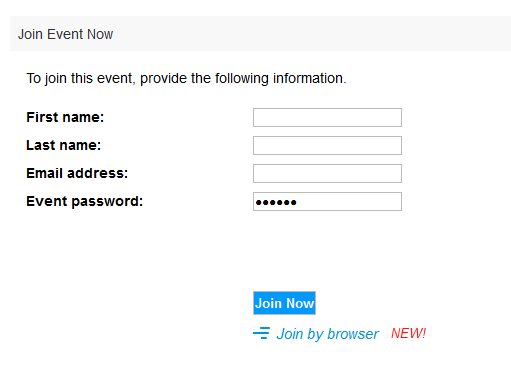 Join Event Now
To join this event, provide the following information.
First name:
Last name:
Email address:
Event password: ••••••
Join Now
Join by browser NEW!